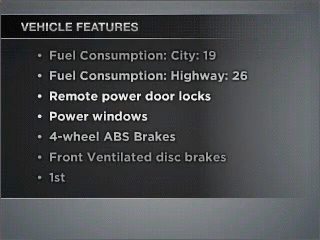 VEHICLE FEATURES
• Fuel Consumption: City: 19
• Fuel Consumption: Highway: 26
• Remote power door locks
• Power windows
• 4-wheel ABS Brakes
• Front Ventilated disc brakes
• 1st